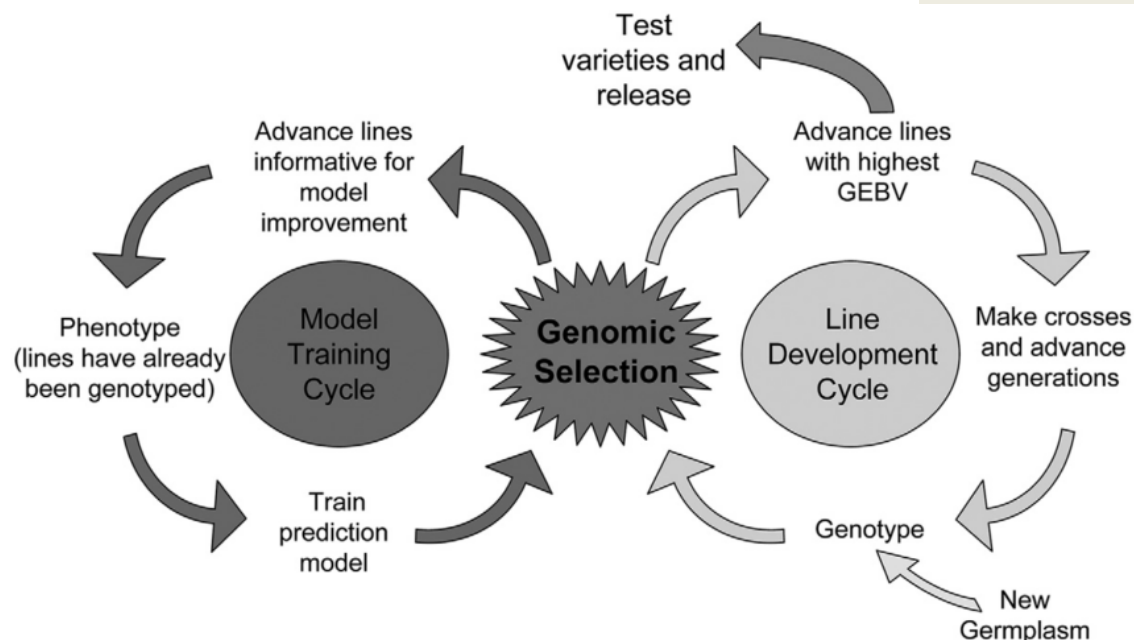 Test
varieties and
release
Advance lines
informative for
model
improvement
Advance lines
with highest
GEBV
Phenotype
(lines have already
been genotyped)
Model
Training
Cycle
Genomic
Selection
Line
Development
Cycle
Make crosses
and advance
generations
Train
prediction
model
Genotype
New
Germplasm